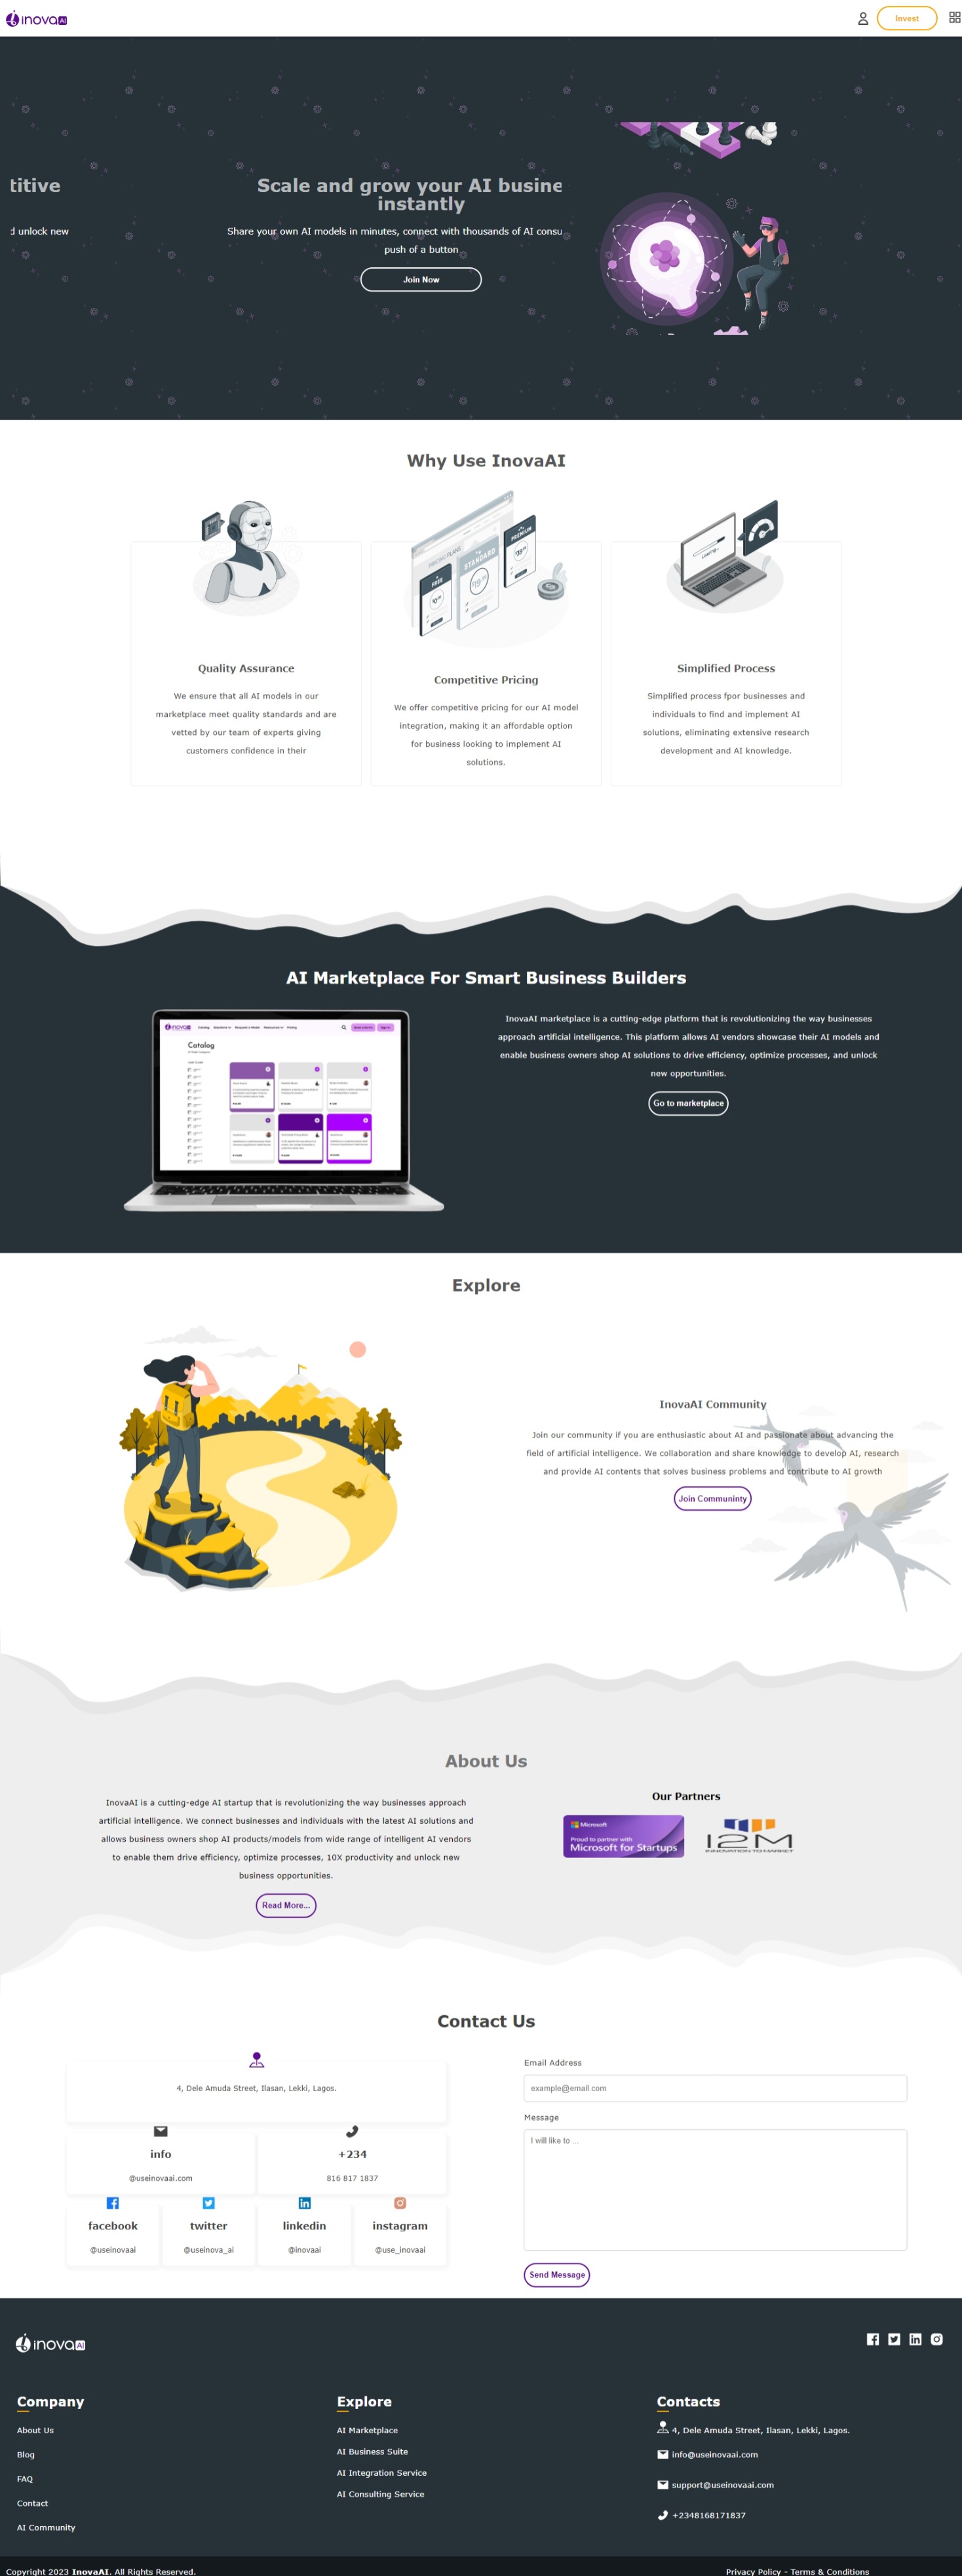 inova AI
Invest
titive
Scale and grow your AI busine
instantly
d unlock new
Share your own AI models in minutes, connect with thousands of AI consu
push of a button
Join Now
Why Use InovaAI
PRICING PLANS
FREE
STANDARD
PREMIUM
Loading...
Quality Assurance
We ensure that all AI models in our
marketplace meet quality standards and are
vetted by our team of experts giving
customers confidence in their
Competitive Pricing
We offer competitive pricing for our AI model
integration, making it an affordable option
for business looking to implement AI
solutions.
Simplified Process
Simplified process fpor businesses and
individuals to find and implement AI
solutions, eliminating extensive research
development and AI knowledge.
AI Marketplace For Smart Business Builders
inova
Catalog
InovaAI marketplace is a cutting-edge platform that is revolutionizing the way businesses
approach artificial intelligence. This platform allows AI vendors showcase their AI models and
enable business owners shop AI solutions to drive efficiency, optimize processes, and unlock
new opportunities.
Go to marketplace
Explore
InovaAI Community
Join our community if you are enthusiastic about AI and passionate about advancing the
field of artificial intelligence. We collaboration and share knowledge to develop AI, research
and provide AI contents that solves business problems and contribute to AI growth
Join Communinty
About Us
InovaAI is a cutting-edge AI startup that is revolutionizing the way businesses approach
artificial intelligence. We connect businesses and individuals with the latest AI solutions and
allows business owners shop AI products/models from wide range of intelligent AI vendors
to enable them drive efficiency, optimize processes, 10X productivity and unlock new
business opportunities.
Read More...
Our Partners
Microsoft
Proud to partner with
Microsoft for Startups
I2M
INNOVATION TO MARKET
Contact Us
4, Dele Amuda Street, Ilasan, Lekki, Lagos.
info
@useinovaai.com
+234
816 817 1837
facebook
@useinovaai
twitter
@useinova_ai
linkedin
@inovaai
instagram
@use_inovaai
Email Address
example@email.com
Message
I will like to ...
Send Message
inova AI
Company
About Us
Blog
FAQ
Contact
AI Community
Explore
AI Marketplace
AI Business Suite
AI Integration Service
AI Consulting Service
Contacts
4, Dele Amuda Street, Ilasan, Lekki, Lagos.
info@useinovaai.com
support@useinovaai.com
+2348168171837
Copyright 2023 InovaAI. All Rights Reserved.
Privacy Policy - Terms & Conditions